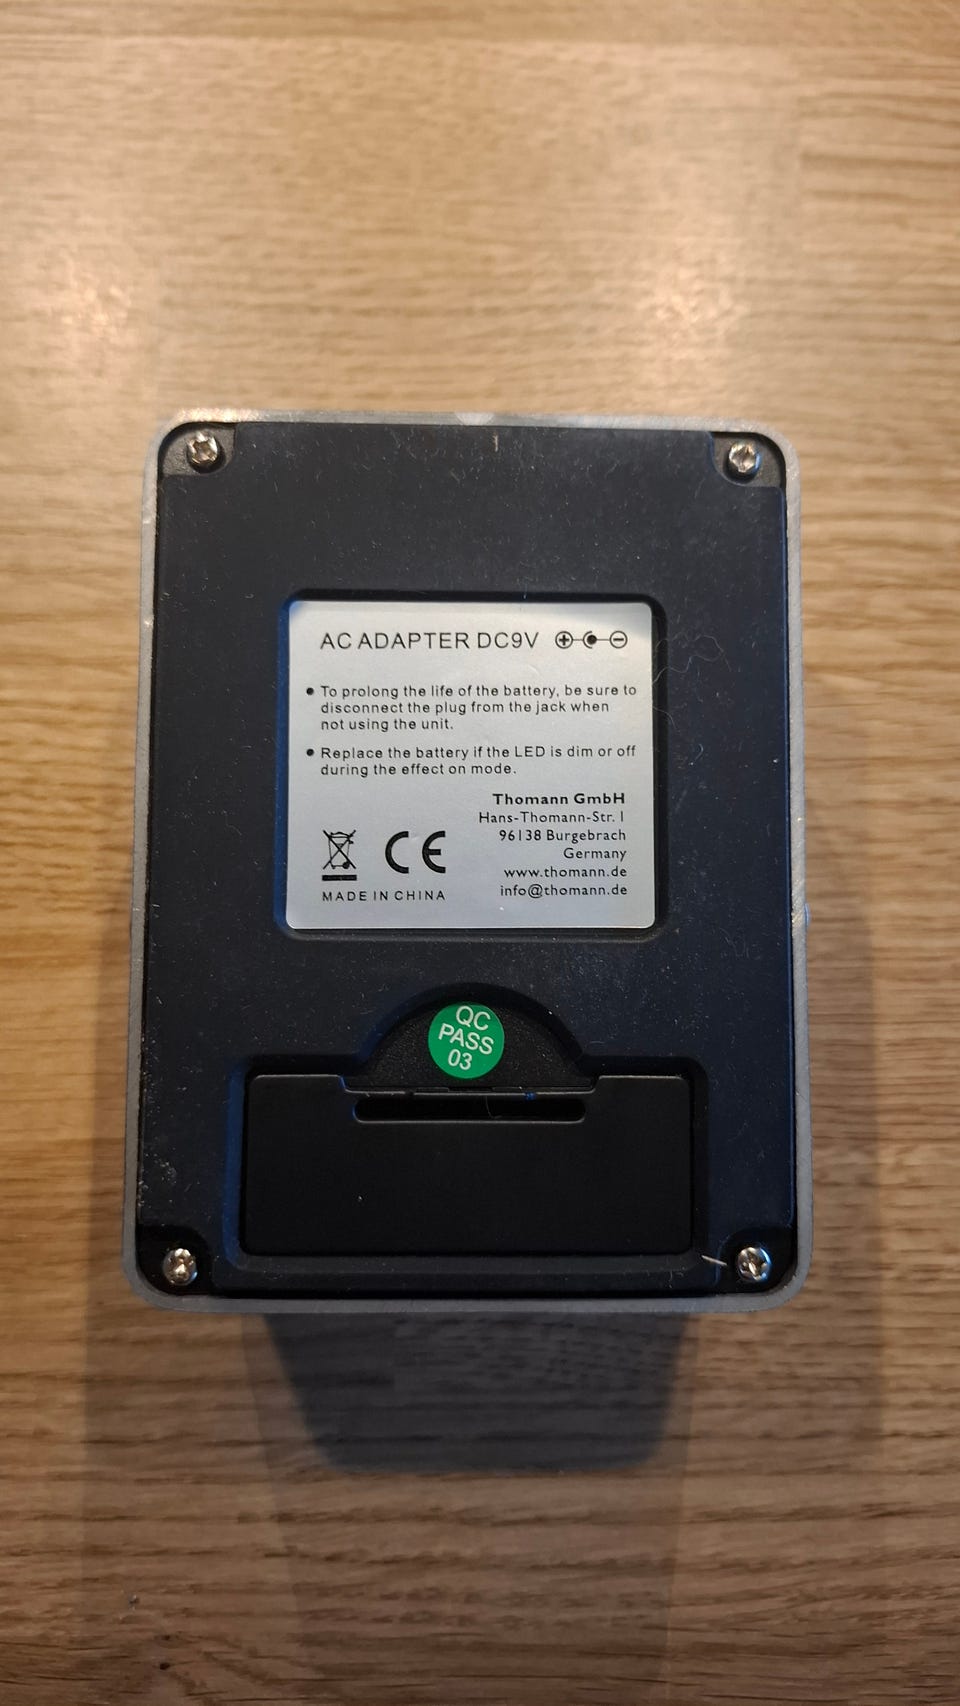 AC ADAPTER DC9V
• To prolong the life of the battery, be sure to
disconnect the plug from the jack when
not using the unit.
• Replace the battery if the LED is dim or off
during the effect on mode.
Thomann GmbH
Hans-Thomann-Str. 1
96138 Burgebrach
Germany
www.thomann.de
info@thomann.de
CE
MADE IN CHINA
QC
PASS
03